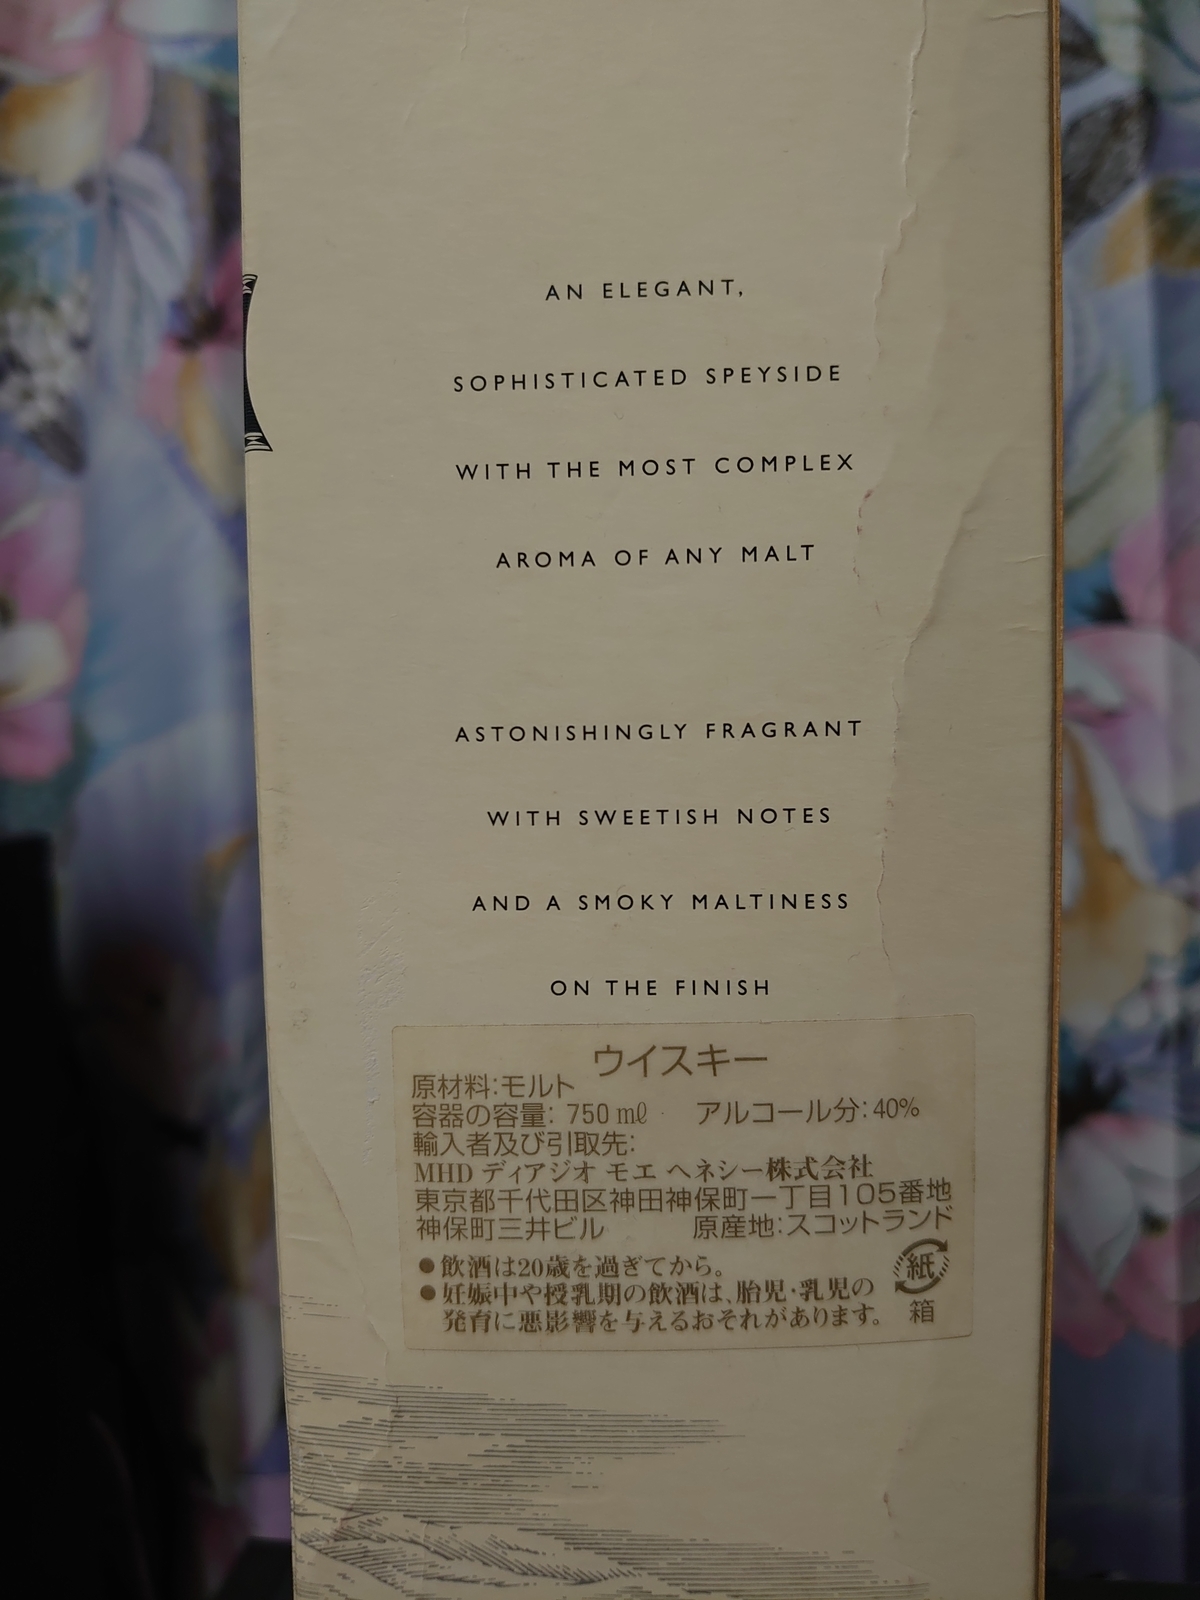 AN ELEGANT,
SOPHISTICATED SPEYSIDE
WITH THE MOST COMPLEX
AROMA OF ANY MALT
ASTONISHINGLY FRAGRANT
WITH SWEETISH NOTES
AND A SMOKY MALTINESS
ON THE FINISH
ウイスキー
原材料:モルト
容器の容量: 750 mℓ アルコール分:40%
輸入者及び引取先:
MHD ディアジオ モエ ヘネシー株式会社
東京都千代田区神田神保町一丁目105番地
神保町三井ビル 原産地:スコットランド
●飲酒は20歳を過ぎてから。
●妊娠中や授乳期の飲酒は、胎児・乳児の
発育に悪影響を与えるおそれがあります。
紙
箱